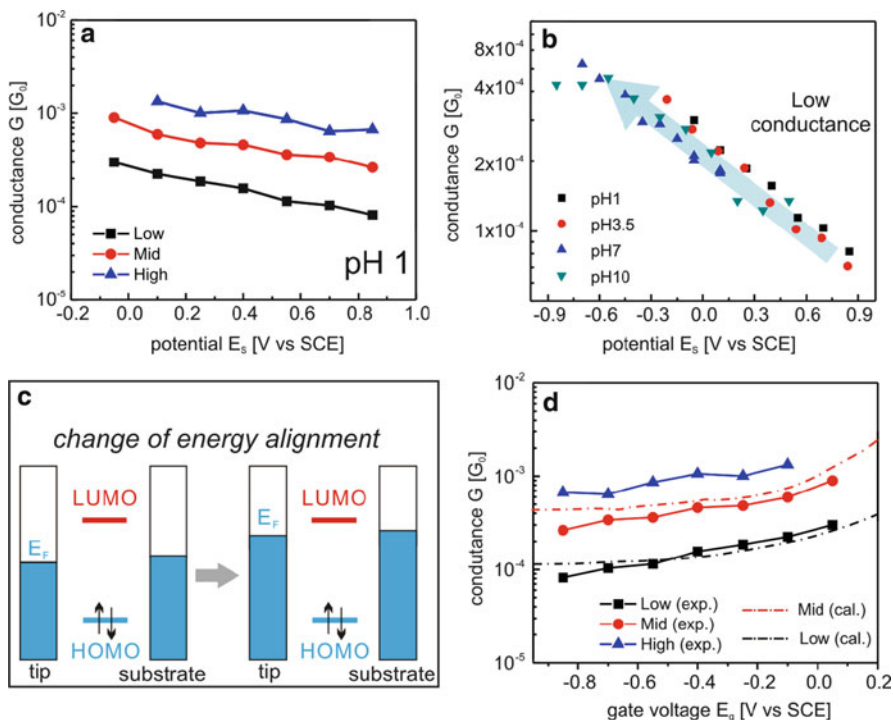 a
10⁻²
10⁻³
10⁻⁴
10⁻⁵
conductance G [G₀]
Low
Mid
High
pH 1
-0.2 0.0 0.2 0.4 0.6 0.8 1.0
potential Eₛ [V vs SCE]
b
8x10⁻⁴
4x10⁻⁴
2x10⁻⁴
1x10⁻⁴
condutance G [G₀]
Low
conductance
pH1
pH3.5
pH7
pH10
-0.9 -0.6 -0.3 0.0 0.3 0.6 0.9
potential Eₛ [V vs SCE]
c
change of energy alignment
LUMO
E_F
HOMO
tip
substrate
LUMO
E_F
HOMO
tip
substrate
d
10⁻²
10⁻³
10⁻⁴
10⁻⁵
condutance G [G₀]
Low (exp.)
Mid (exp.)
High (exp.)
Mid (cal.)
Low (cal.)
-0.8 -0.6 -0.4 -0.2 0.0 0.2
gate voltage E_g [V vs SCE]